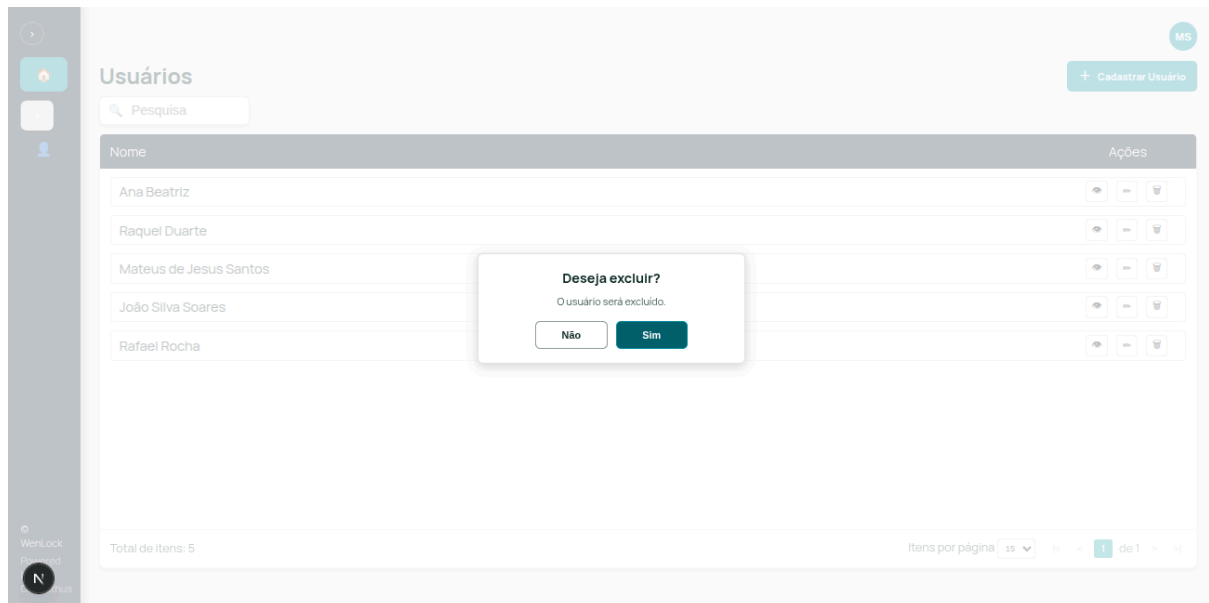 MS
Usuários
+ Cadastrar Usuário
Pesquisa
Nome Ações
Ana Beatriz
Raquel Duarte
Mateus de Jesus Santos
João Silva Soares
Rafael Rocha
Deseja excluir?
O usuário será excluído.
Não Sim
Total de itens: 5 Itens por página 15 1 de 1
©
WenLock
Powered
N